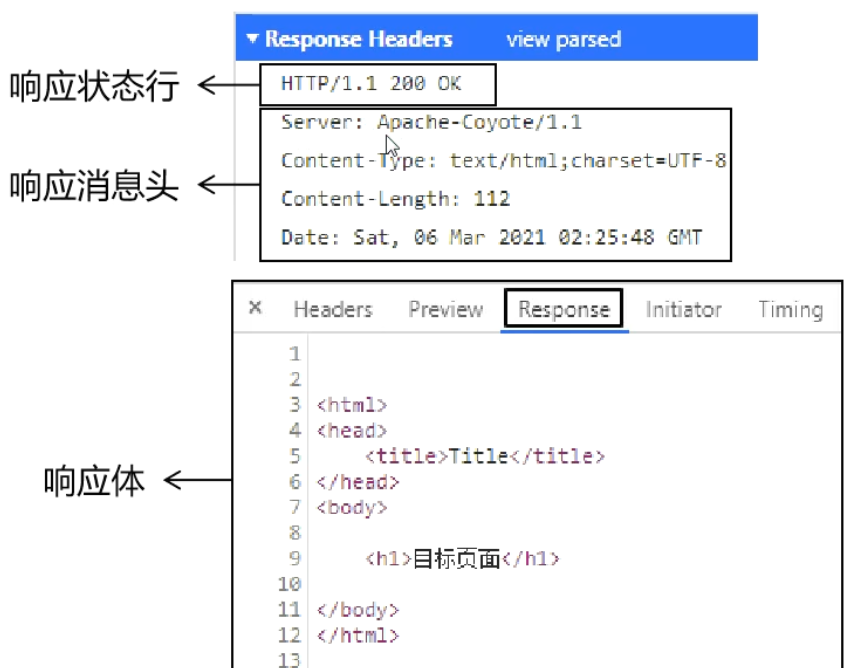 ▼ Response Headers view parsed
响应状态行
HTTP/1.1 200 OK
响应消息头
Server: Apache-Coyote/1.1
Content-Type: text/html;charset=UTF-8
Content-Length: 112
Date: Sat, 06 Mar 2021 02:25:48 GMT
× Headers Preview Response Initiator Timing
响应体
1
2
3 <html>
4 <head>
5 <title>Title</title>
6 </head>
7 <body>
8
9 <h1>目标页面</h1>
10
11 </body>
12 </html>
13